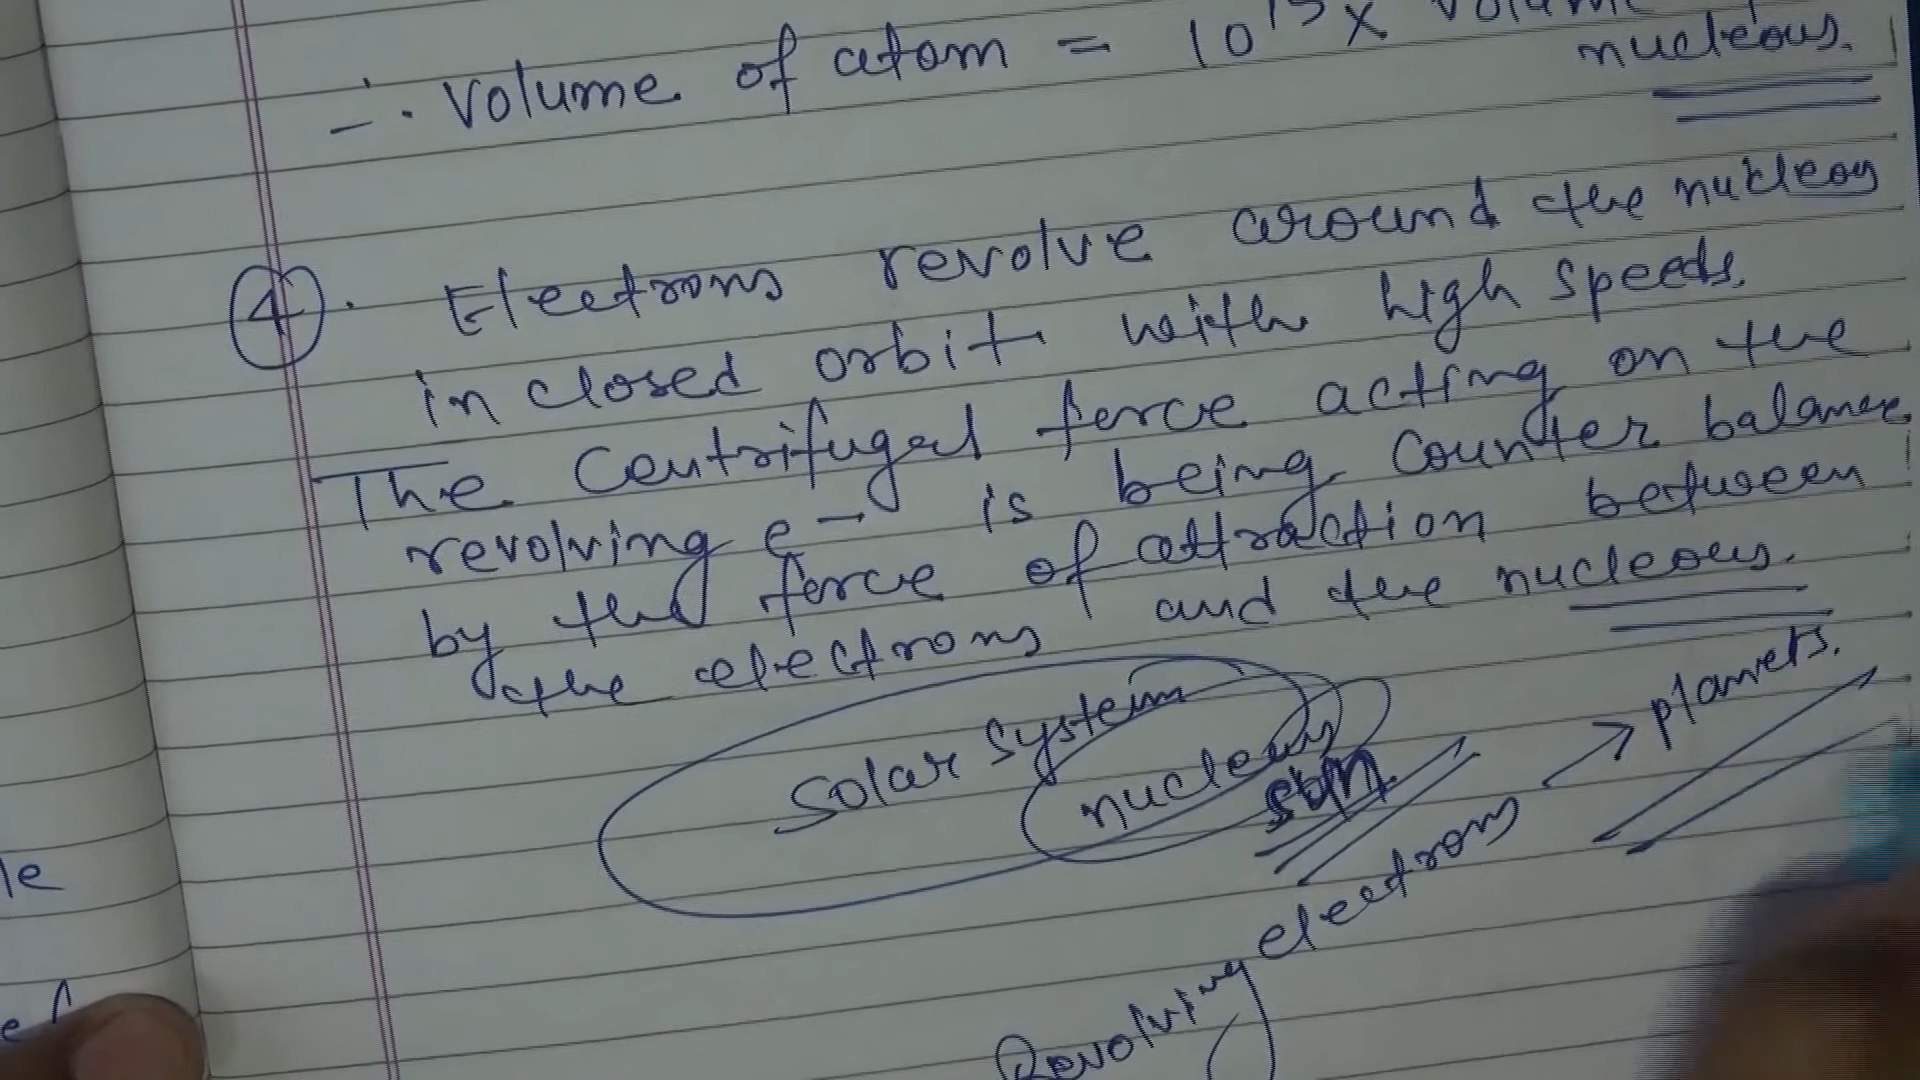 ∴ Volume of atom = 10¹⁵ x Volume
nucleous.
④. Electrons revolve around the nucleoy
in closed orbit with high speeds.
The Centrifugal force acting on the
revolving e⁻ is being Counter balance
by the force of attraction between
the electrons and the nucleous.
Solar system
nucleus
sun
Revolving electrons → planets.
le